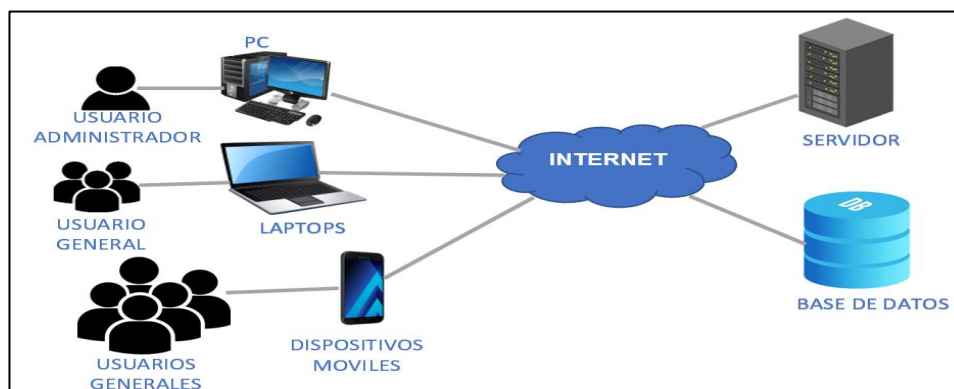 PC
USUARIO
ADMINISTRADOR
USUARIO
GENERAL
LAPTOPS
USUARIOS
GENERALES
DISPOSITIVOS
MOVILES
INTERNET
SERVIDOR
DB
BASE DE DATOS